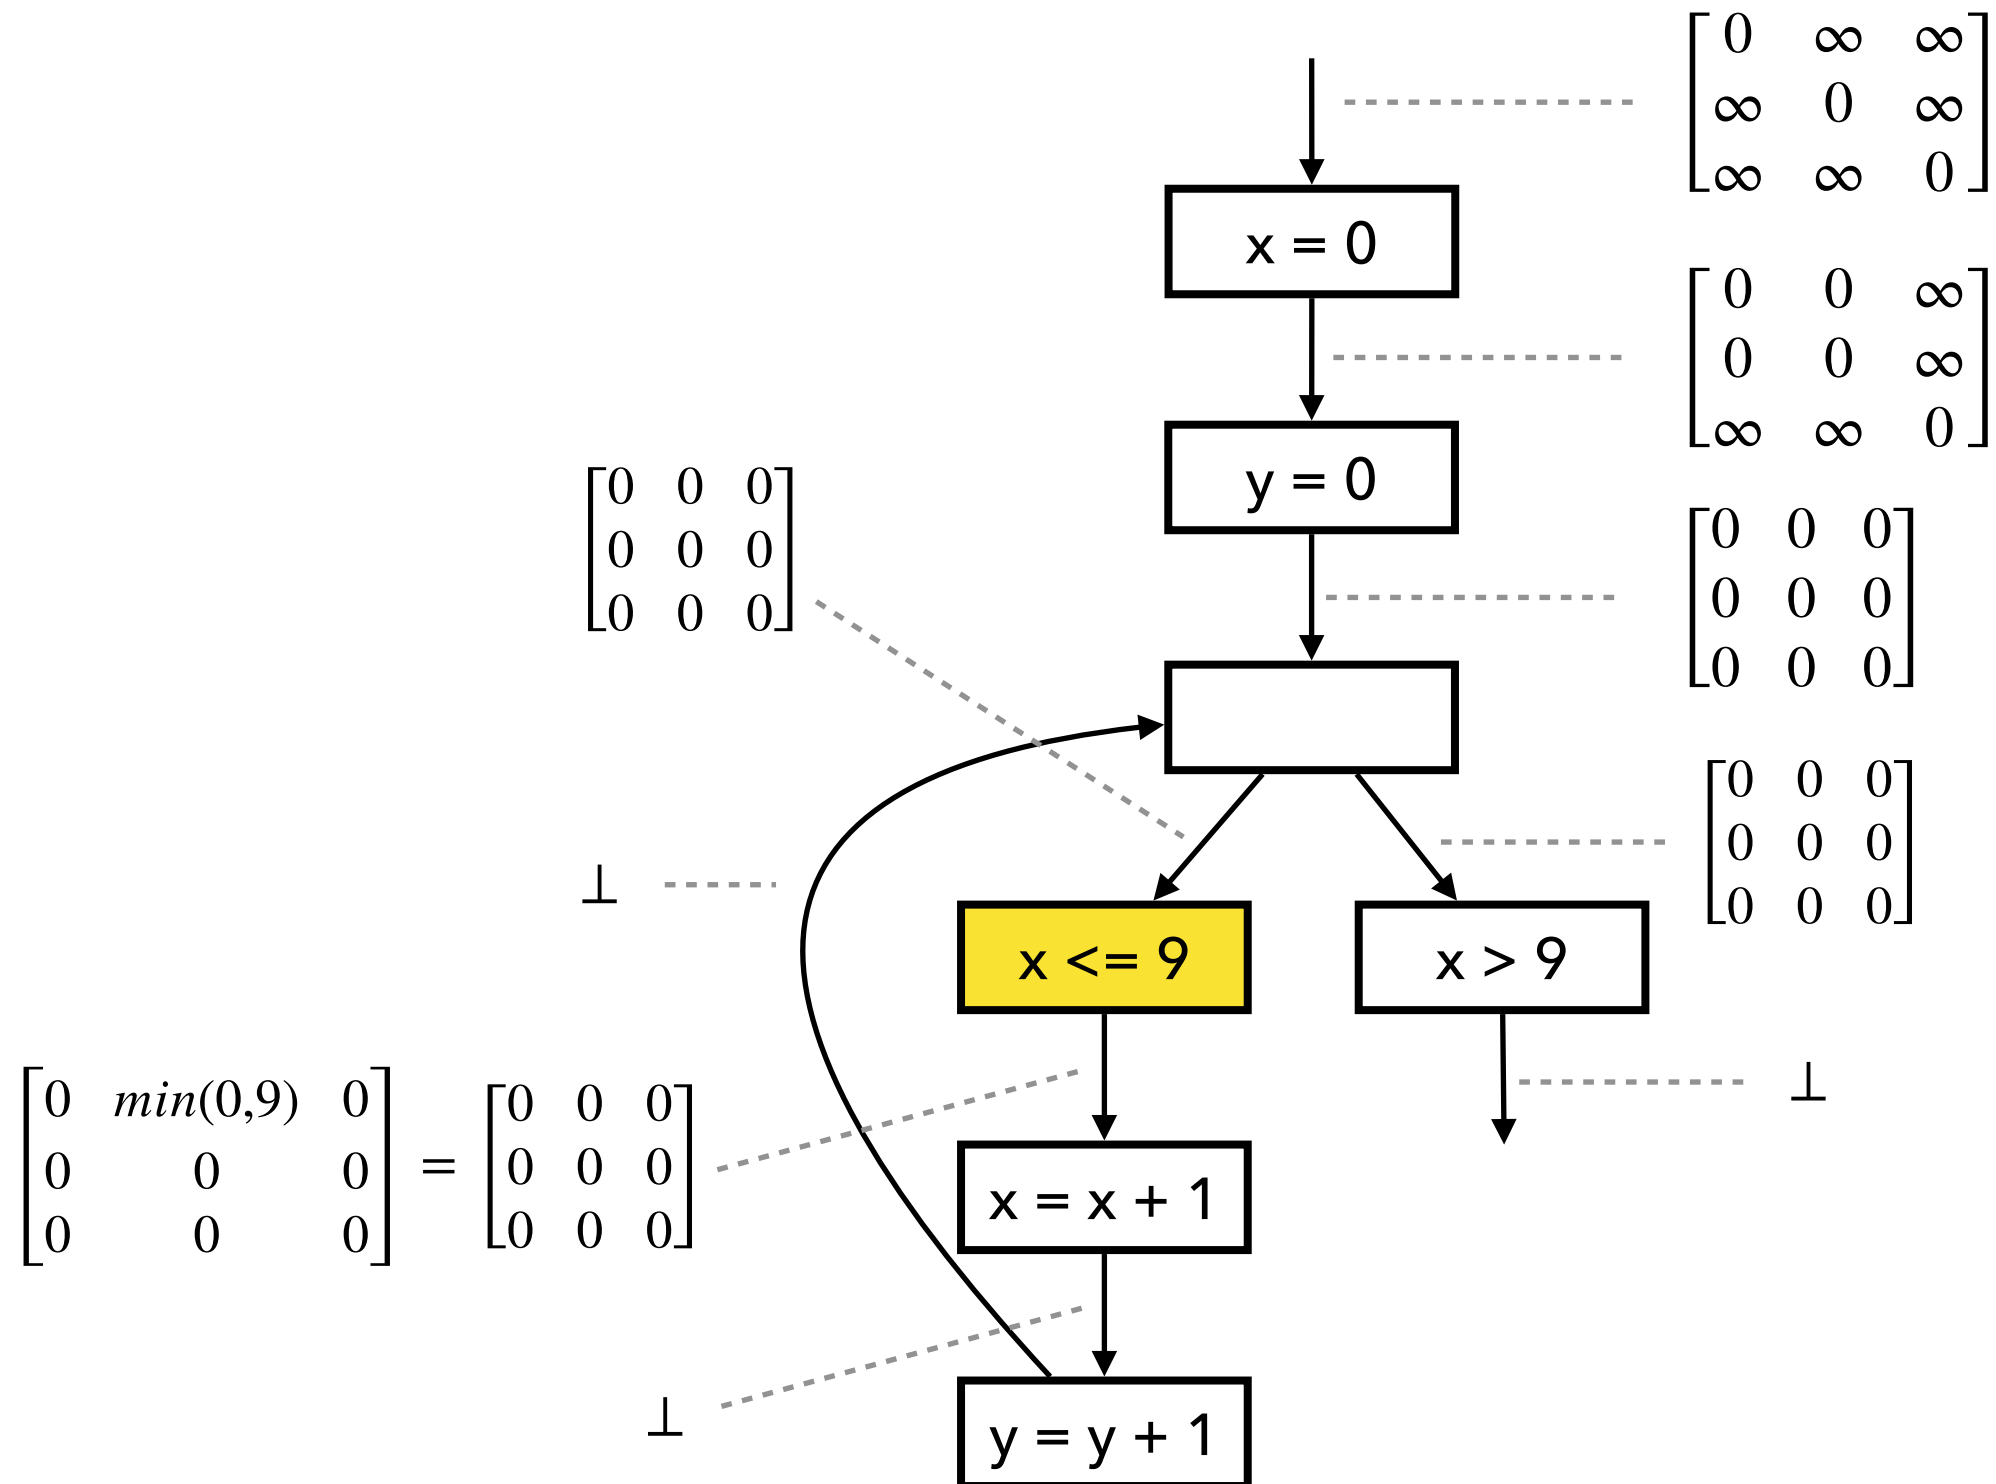 0 ∞ ∞
∞ 0 ∞
∞ ∞ 0
x = 0
0 0 ∞
0 0 ∞
∞ ∞ 0
y = 0
0 0 0
0 0 0
0 0 0
0 0 0
0 0 0
0 0 0
0 0 0
0 0 0
0 0 0
⊥
x <= 9
x > 9
0 min(0,9) 0
0 0 0
0 0 0
=
0 0 0
0 0 0
0 0 0
⊥
x = x + 1
⊥
y = y + 1